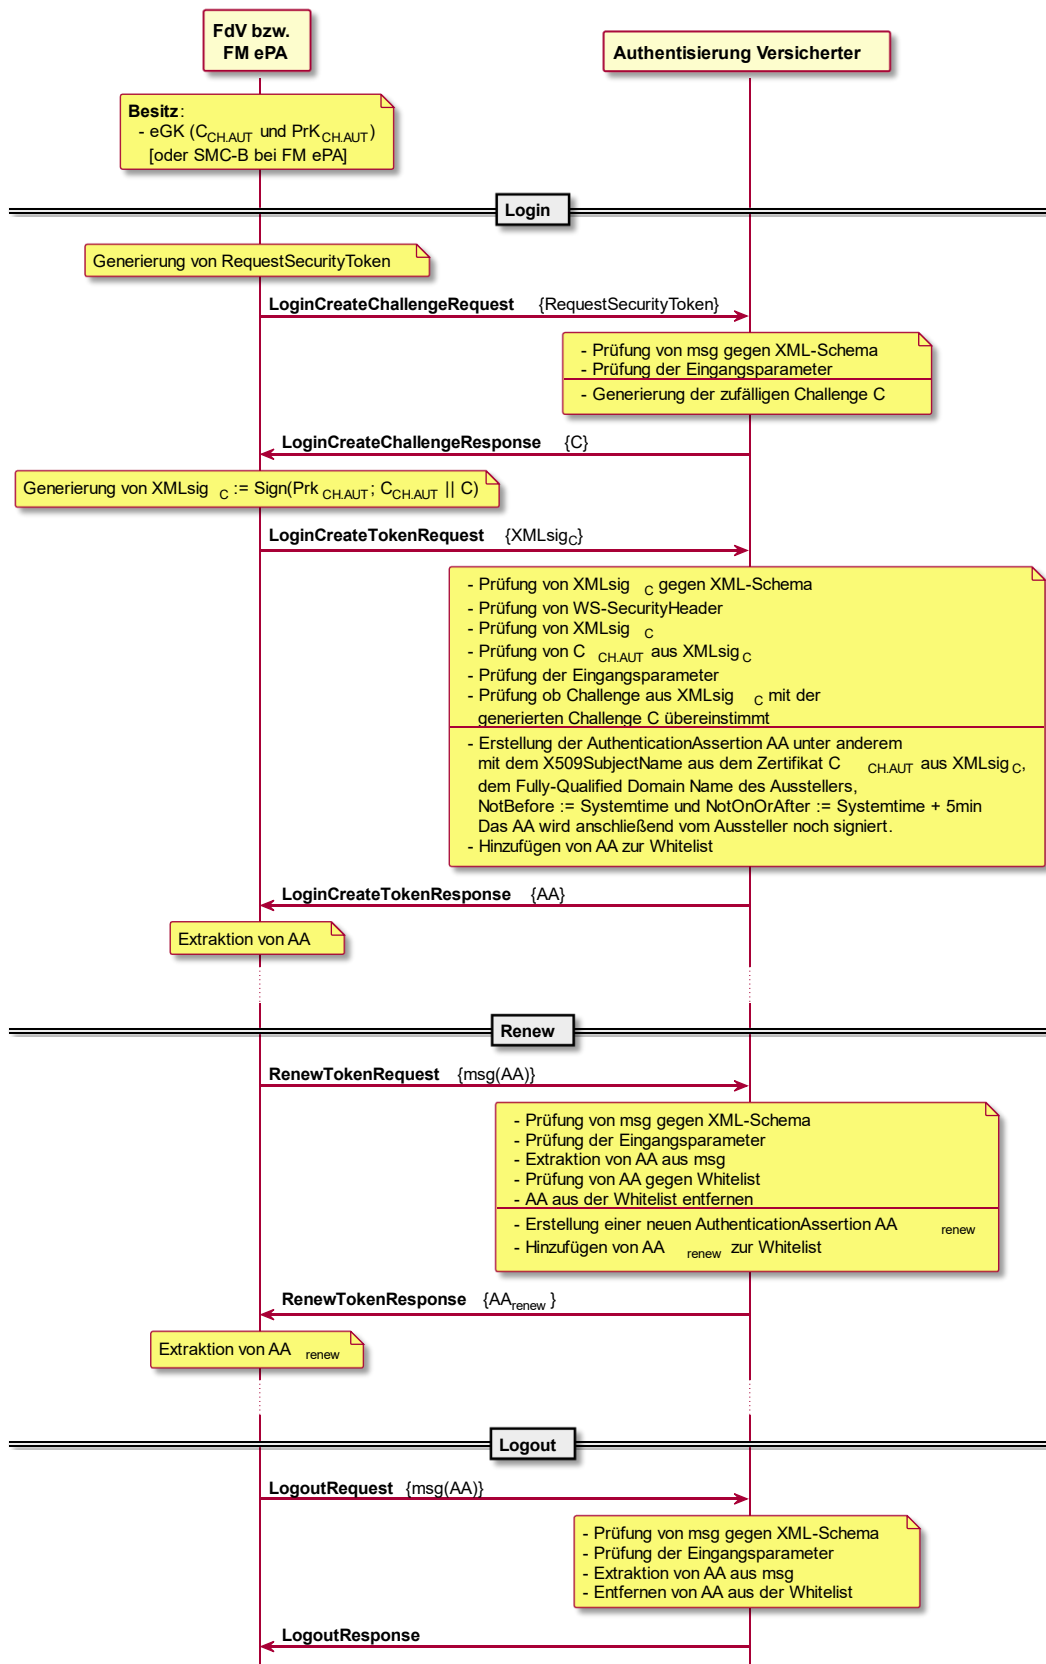 FdV bzw.
FM ePA
Authentisierung Versicherter
Besitz:
- eGK (C CH.AUT und PrK CH.AUT)
[oder SMC-B bei FM ePA]
Login
Generierung von RequestSecurityToken
LoginCreateChallengeRequest {RequestSecurityToken}
- Prüfung von msg gegen XML-Schema
- Prüfung der Eingangsparameter
- Generierung der zufälligen Challenge C
LoginCreateChallengeResponse {C}
Generierung von XMLsig C := Sign(Prk CH.AUT; C CH.AUT || C)
LoginCreateTokenRequest {XMLsig C}
- Prüfung von XMLsig C gegen XML-Schema
- Prüfung von WS-SecurityHeader
- Prüfung von XMLsig C
- Prüfung von C CH.AUT aus XMLsig C
- Prüfung der Eingangsparameter
- Prüfung ob Challenge aus XMLsig C mit der
generierten Challenge C übereinstimmt
- Erstellung der AuthenticationAssertion AA unter anderem
mit dem X509SubjectName aus dem Zertifikat C CH.AUT aus XMLsig C,
dem Fully-Qualified Domain Name des Ausstellers,
NotBefore := Systemtime und NotOnOrAfter := Systemtime + 5min
Das AA wird anschließend vom Aussteller noch signiert.
- Hinzufügen von AA zur Whitelist
LoginCreateTokenResponse {AA}
Extraktion von AA
Renew
RenewTokenRequest {msg(AA)}
- Prüfung von msg gegen XML-Schema
- Prüfung der Eingangsparameter
- Extraktion von AA aus msg
- Prüfung von AA gegen Whitelist
- AA aus der Whitelist entfernen
- Erstellung einer neuen AuthenticationAssertion AA renew
- Hinzufügen von AA renew zur Whitelist
RenewTokenResponse {AA renew }
Extraktion von AA renew
Logout
LogoutRequest {msg(AA)}
- Prüfung von msg gegen XML-Schema
- Prüfung der Eingangsparameter
- Extraktion von AA aus msg
- Entfernen von AA aus der Whitelist
LogoutResponse